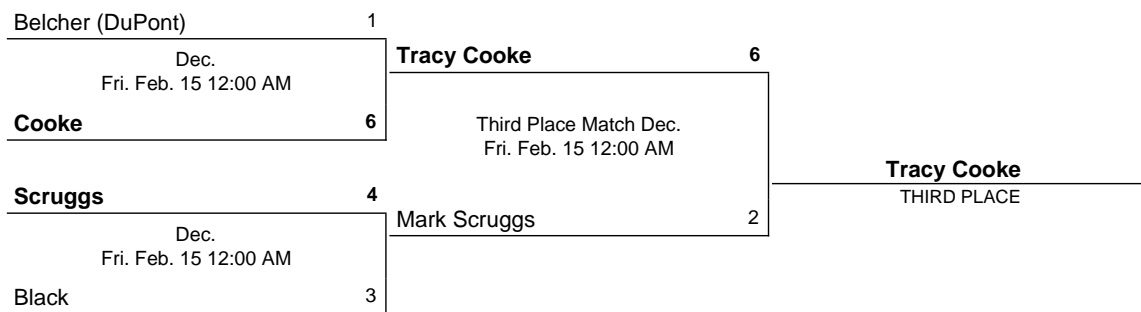 Belcher (DuPont) 1
Dec.
Fri. Feb. 15 12:00 AM
Cooke 6
Tracy Cooke 6
Third Place Match Dec.
Fri. Feb. 15 12:00 AM
Scruggs 4
Dec.
Fri. Feb. 15 12:00 AM
Black 3
Mark Scruggs 2
Tracy Cooke
THIRD PLACE